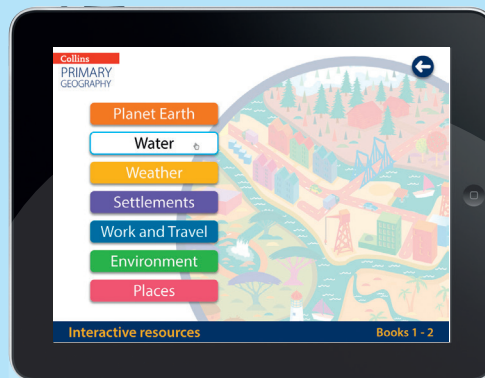 Collins
PRIMARY
GEOGRAPHY
Planet Earth
Water
Weather
Settlements
Work and Travel
Environment
Places
Interactive resources
Books 1 - 2